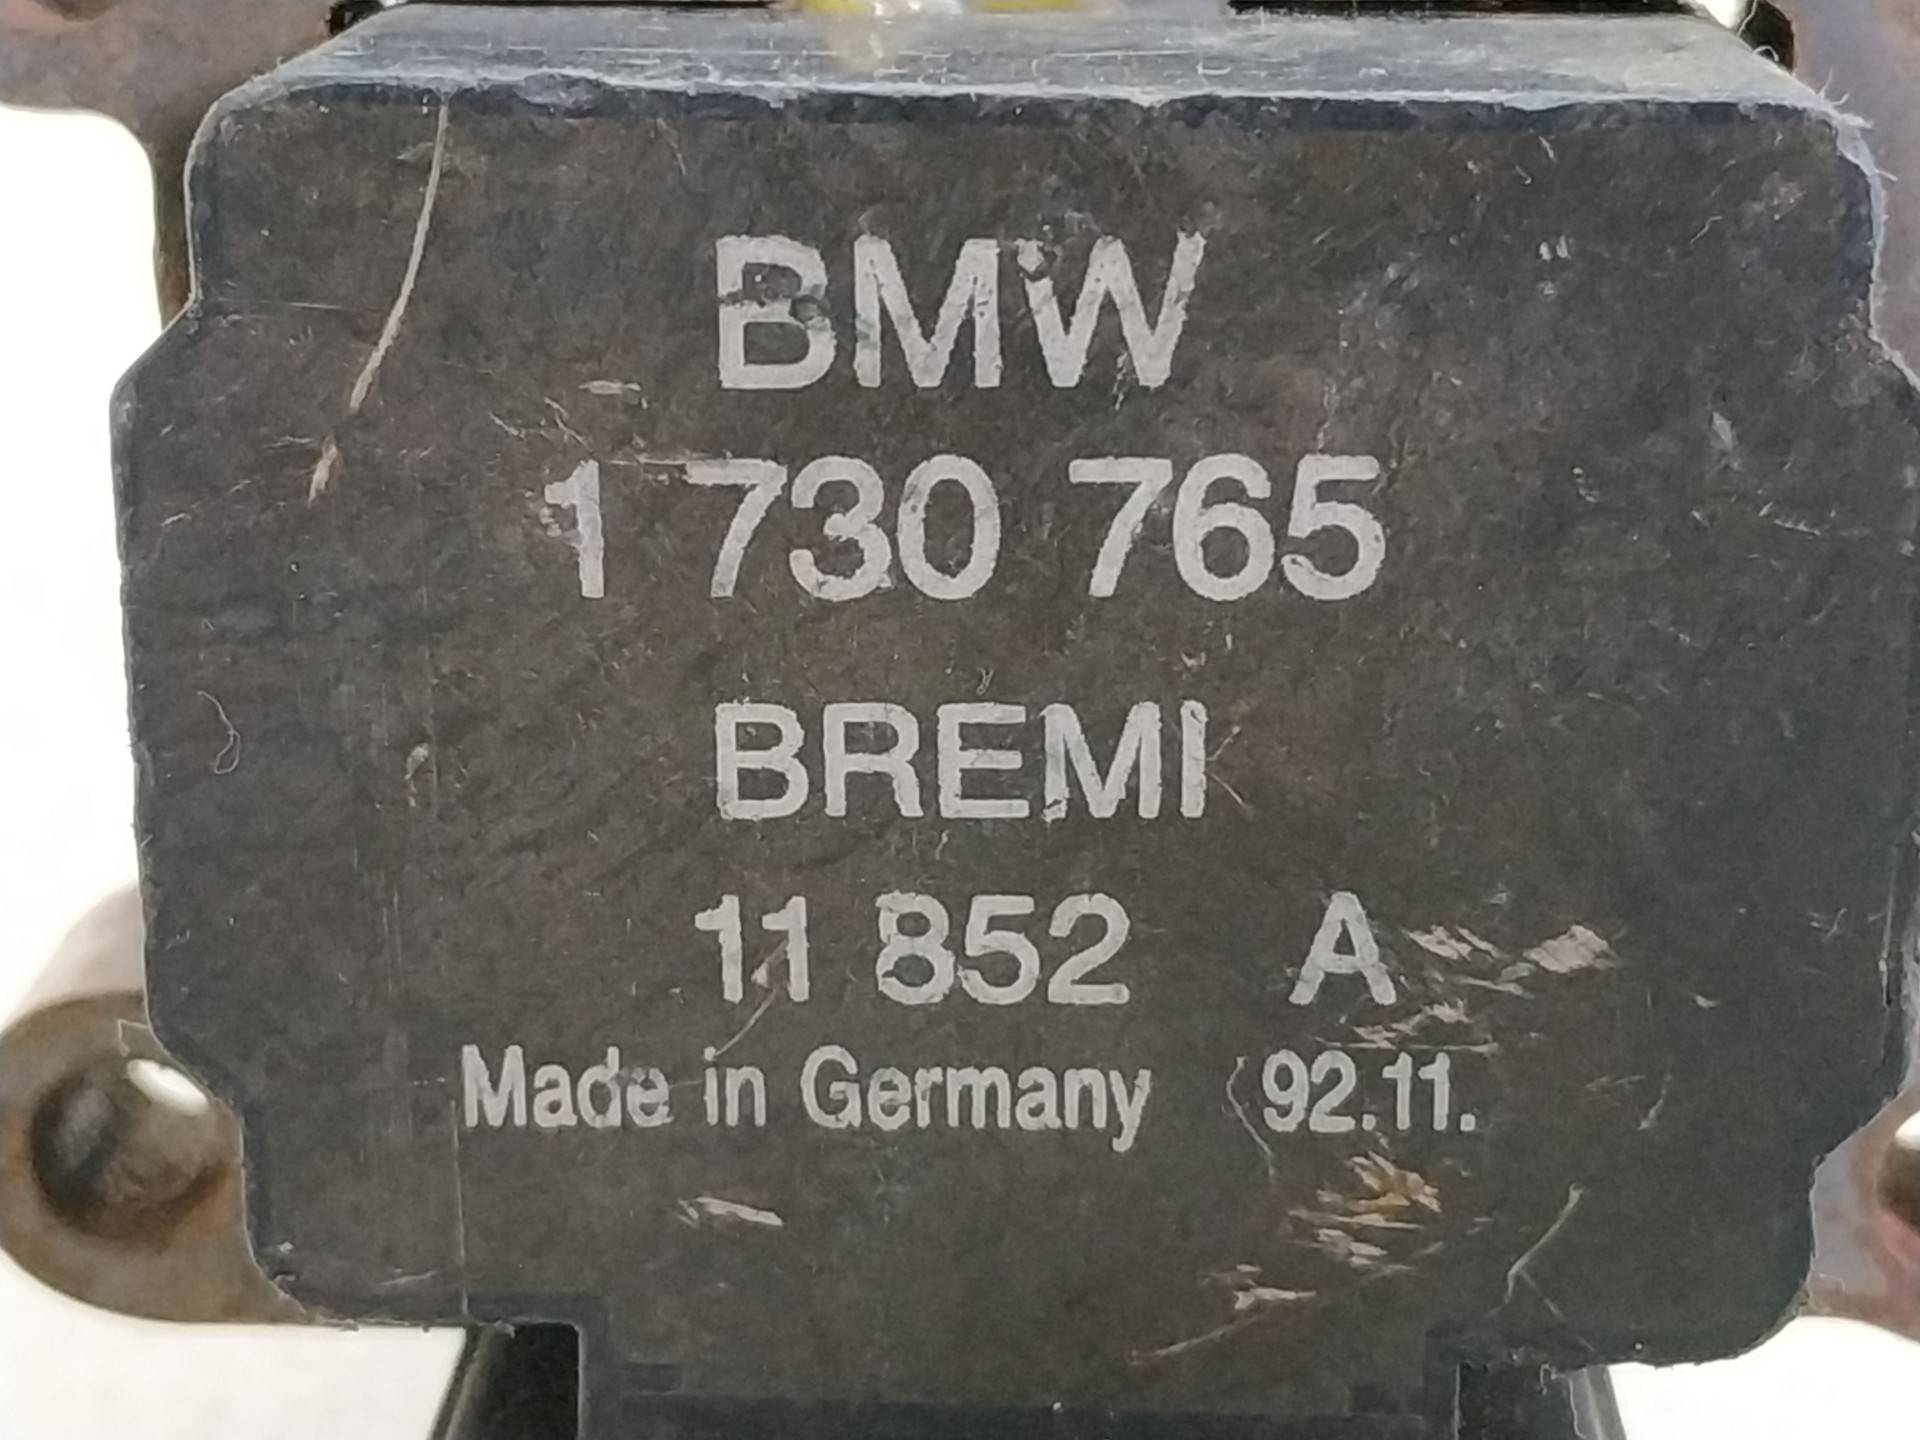 BMW
1 730 765
BREMI
11 852 A
Made in Germany 92.11.